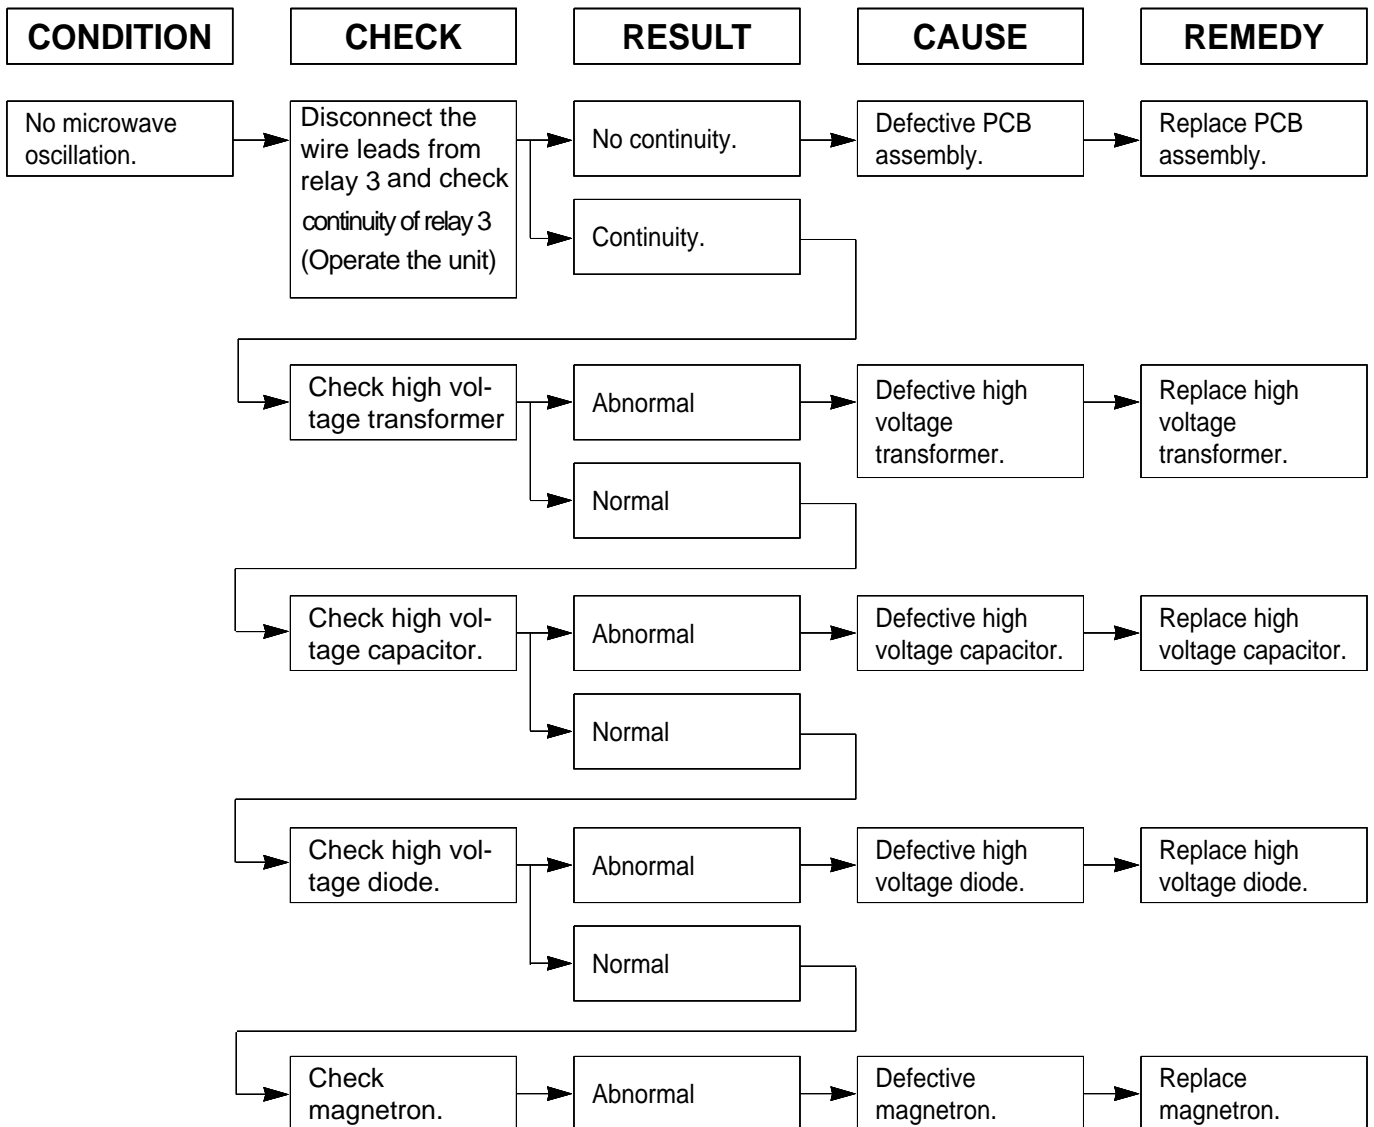 CONDITION
CHECK
RESULT
CAUSE
REMEDY
No microwave
oscillation.
Disconnect the
wire leads from
relay 3 and check
continuity of relay 3
(Operate the unit)
No continuity.
Defective PCB
assembly.
Replace PCB
assembly.
Continuity.
Check high vol-
tage transformer
Abnormal
Defective high
voltage
transformer.
Replace high
voltage
transformer.
Normal
Check high vol-
tage capacitor.
Abnormal
Defective high
voltage capacitor.
Replace high
voltage capacitor.
Normal
Check high vol-
tage diode.
Abnormal
Defective high
voltage diode.
Replace high
voltage diode.
Normal
Check
magnetron.
Abnormal
Defective
magnetron.
Replace
magnetron.